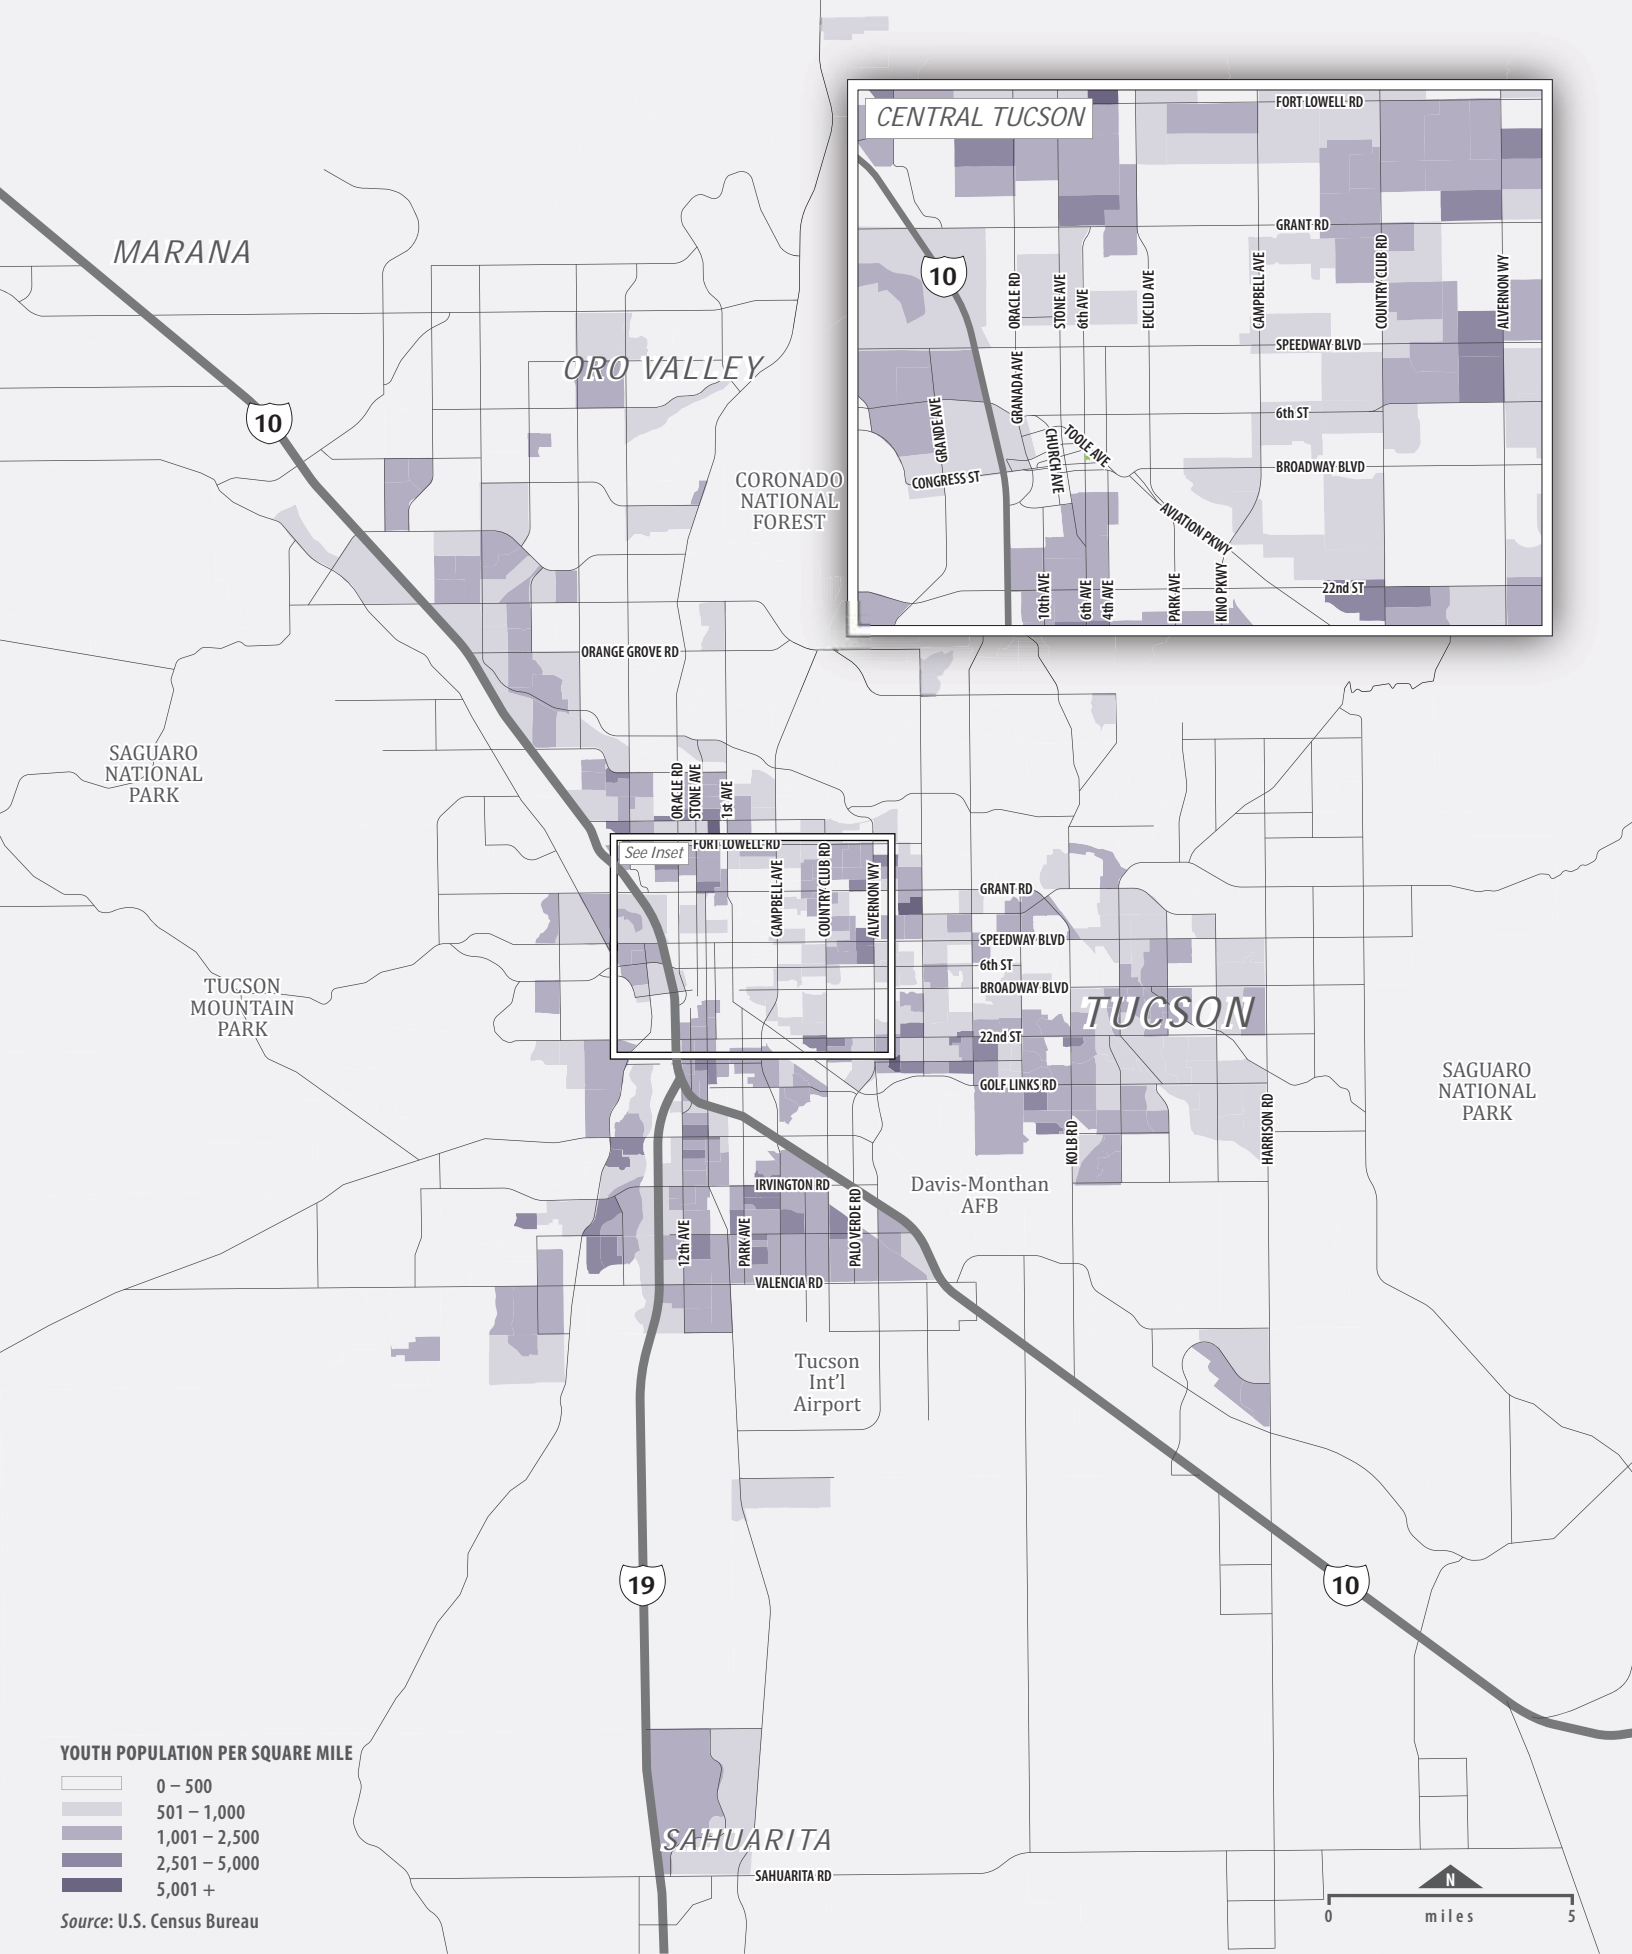 CENTRAL TUCSON
FORT LOWELL RD
GRANT RD
10
ORACLE RD
STONE AVE
6th AVE
EUCLID AVE
CAMPBELL AVE
COUNTRY CLUB RD
ALVERNON WY
SPEEDWAY BLVD
GRANADA AVE
GRANDE AVE
6th ST
CHURCH AVE
TOOLE AVE
BROADWAY BLVD
CONGRESS ST
AVIATION PKWY
22nd ST
10th AVE
6th AVE
4th AVE
PARK AVE
KINO PKWY
MARANA
ORO VALLEY
10
CORONADO
NATIONAL
FOREST
ORANGE GROVE RD
SAGUARO
NATIONAL
PARK
ORACLE RD
STONE AVE
1st AVE
See Inset
FORT LOWELL RD
CAMPBELL AVE
COUNTRY CLUB RD
ALVERNON WY
GRANT RD
SPEEDWAY BLVD
6th ST
BROADWAY BLVD
TUCSON
MOUNTAIN
PARK
TUCSON
22nd ST
GOLF LINKS RD
SAGUARO
NATIONAL
PARK
KOLB RD
HARRISON RD
IRVINGTON RD
Davis-Monthan
AFB
12th AVE
PARK AVE
PALO VERDE RD
VALENCIA RD
Tucson
Int'l
Airport
19
10
YOUTH POPULATION PER SQUARE MILE
0 – 500
501 – 1,000
1,001 – 2,500
2,501 – 5,000
5,001 +
Source: U.S. Census Bureau
SAHUARITA
SAHUARITA RD
N
0 miles 5